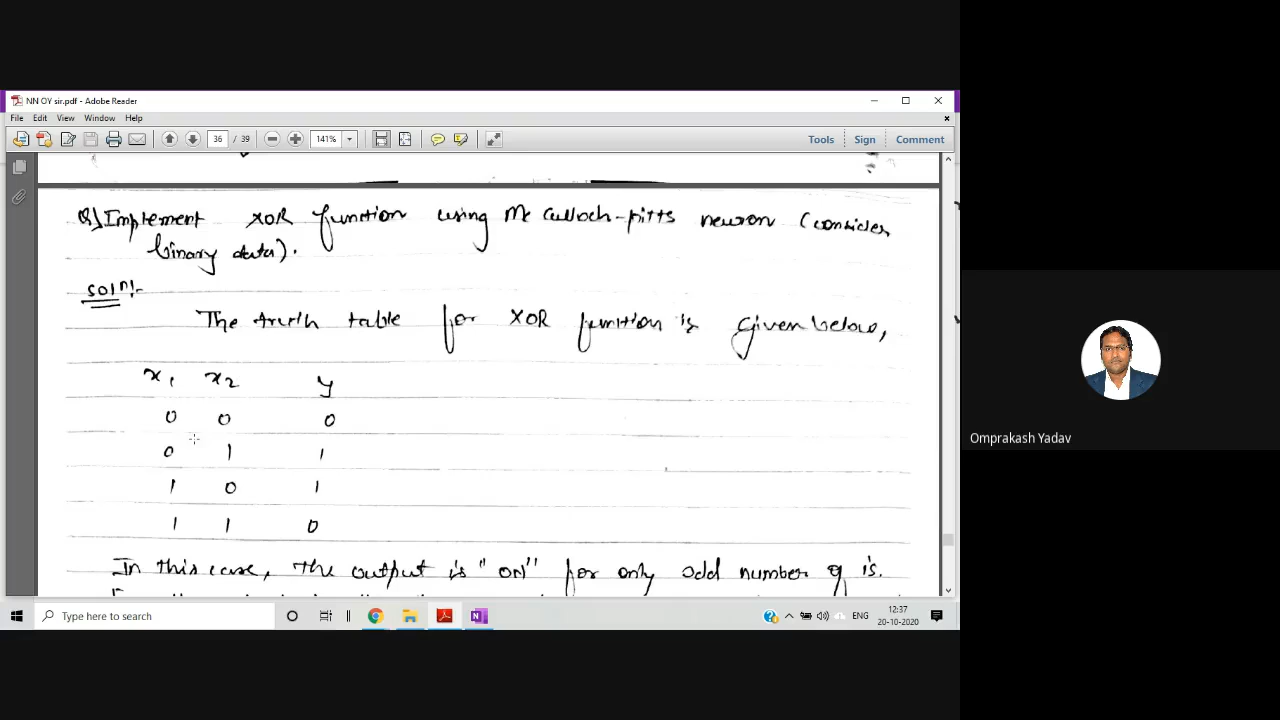 NN OY sir.pdf - Adobe Reader
File Edit View Window Help
36 / 39 141% Tools Sign Comment
Q) Implement XOR function using Mc Culloch-pitts neuron (consider
binary data).
Soln:-
The truth table for XOR function is given below,
x1 x2 y
0 0 0
0 1 1
1 0 1
1 1 0
In this case, the output is "ON" for only odd number of 1s.
Omprakash Yadav
Type here to search
ENG
12:37
20-10-2020